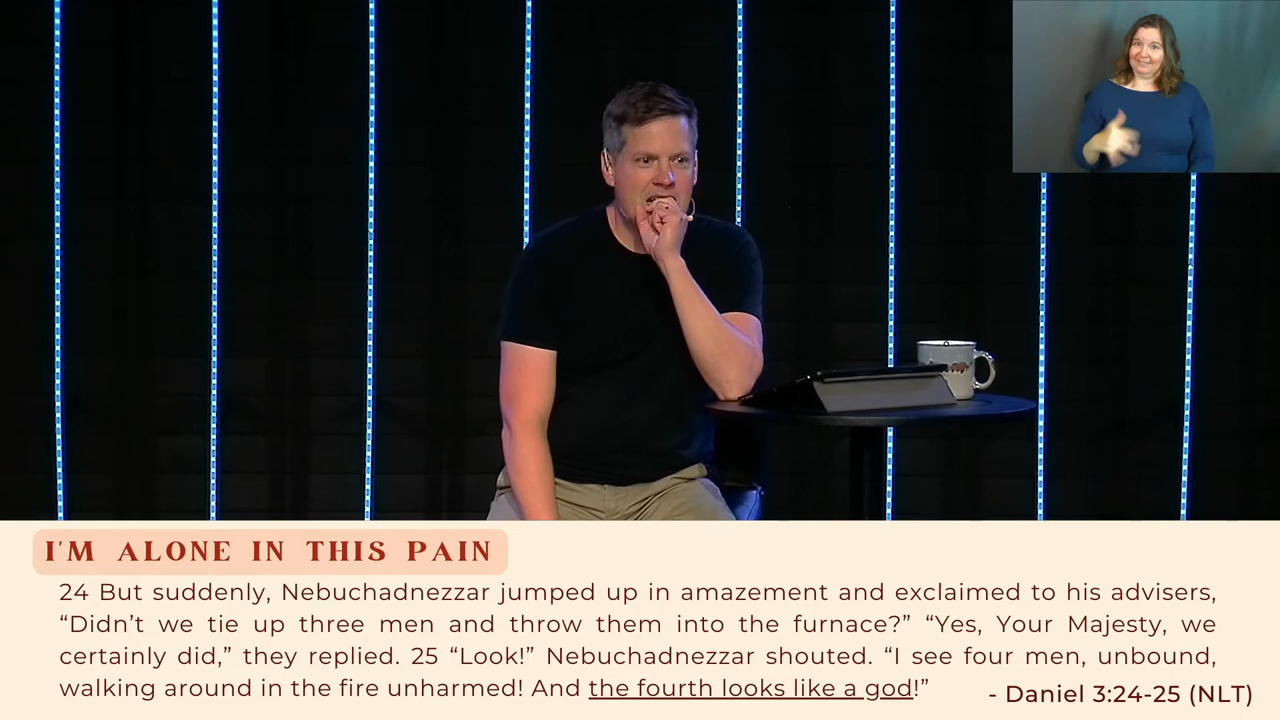 I'M ALONE IN THIS PAIN
24 But suddenly, Nebuchadnezzar jumped up in amazement and exclaimed to his advisers,
“Didn’t we tie up three men and throw them into the furnace?” “Yes, Your Majesty, we
certainly did,” they replied. 25 “Look!” Nebuchadnezzar shouted. “I see four men, unbound,
walking around in the fire unharmed! And the fourth looks like a god!”
- Daniel 3:24-25 (NLT)